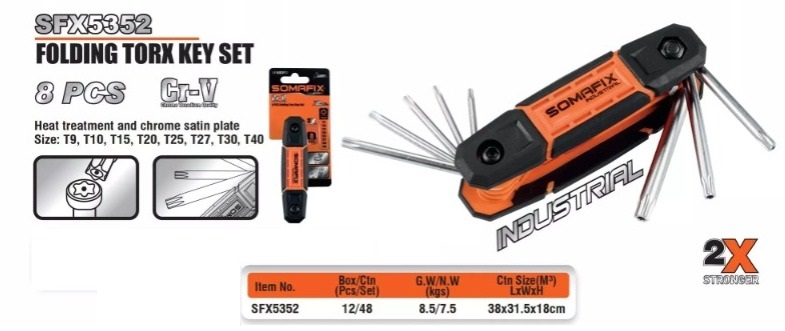 SFX5352
FOLDING TORX KEY SET
8 PCS
Cr-V
Heat treatment and chrome satin plate
Size: T9, T10, T15, T20, T25, T27, T30, T40
SOMAFIX
SOMAFIX
SOMAFIX
INDUSTRIAL
INDUSTRIAL
2X
STRONGER
Item No. Box/Ctn (Pcs/Set) G.W/N.W (kgs) Ctn Size(M³) LxWxH
SFX5352 12/48 8.5/7.5 38x31.5x18cm